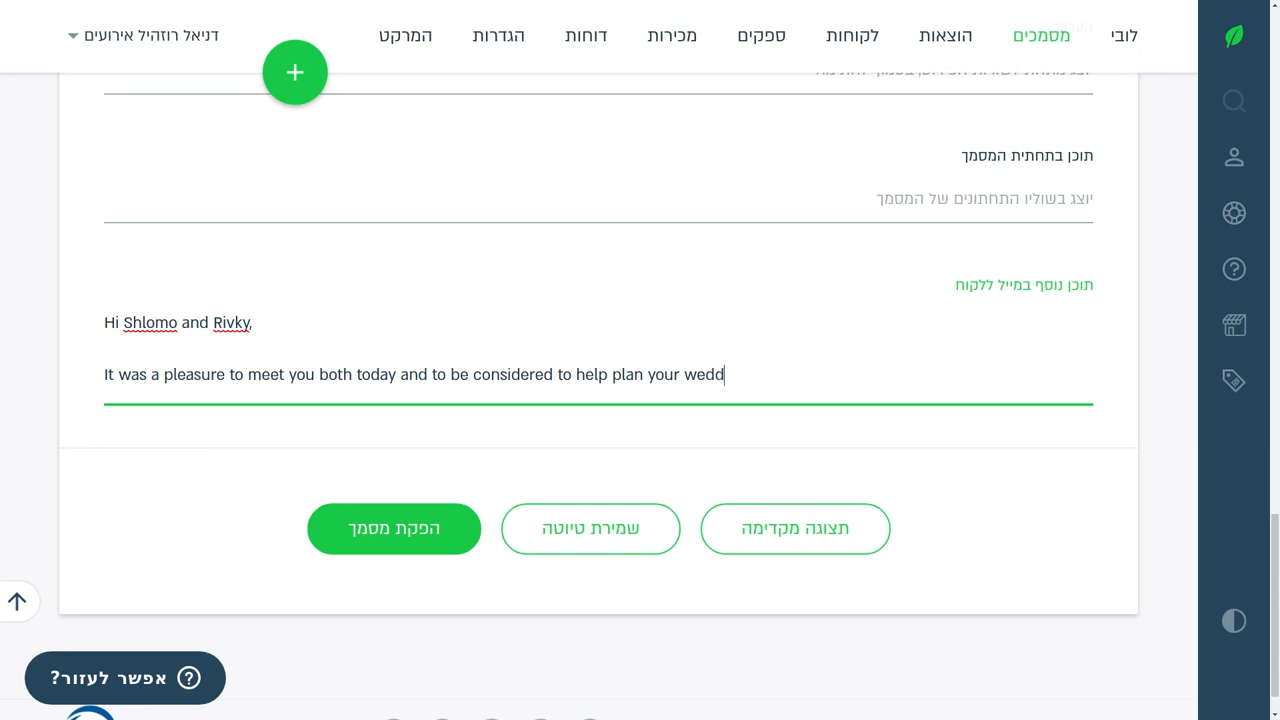 לובי מסמכים הוצאות לקוחות ספקים מכירות דוחות הגדרות המרקט דניאל רוזהיל אירועים
תוכן בתחתית המסמך
יוצג בשוליו התחתונים של המסמך
תוכן נוסף במייל ללקוח
Hi Shlomo and Rivky,
It was a pleasure to meet you both today and to be considered to help plan your wedd
תצוגה מקדימה שמירת טיוטה הפקת מסמך
אפשר לעזור?